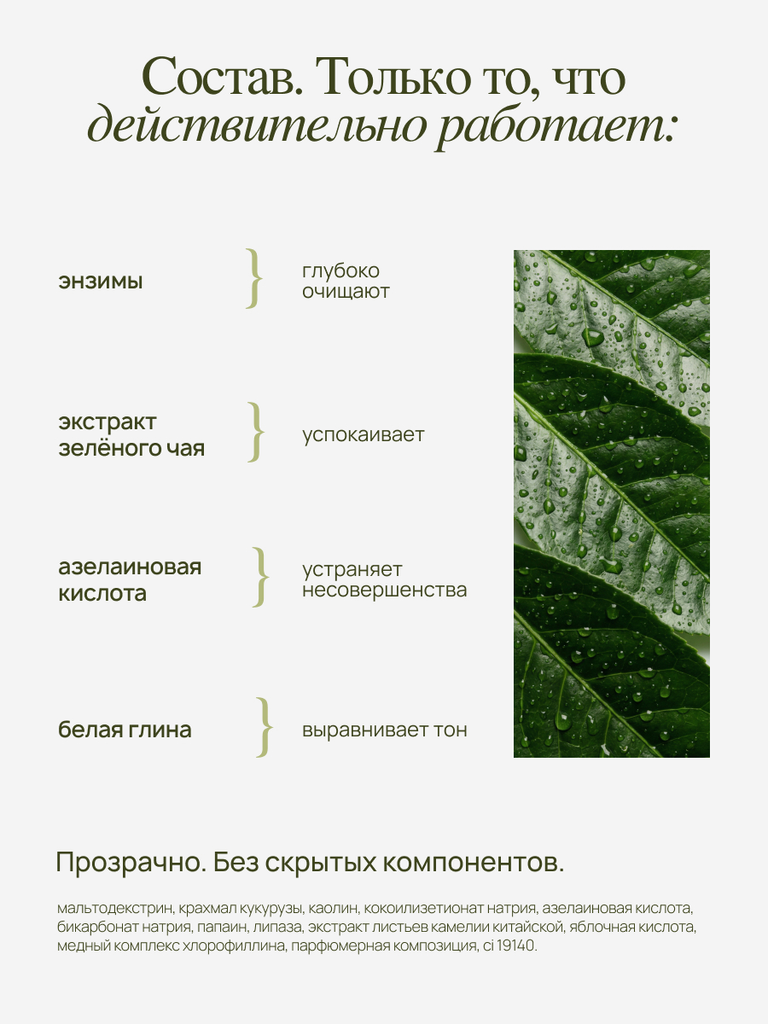 Состав. Только то, что
действительно работает:
энзимы
глубоко
очищают
экстракт
зелёного чая
успокаивает
азелаиновая
кислота
устраняет
несовершенства
белая глина
выравнивает тон
Прозрачно. Без скрытых компонентов.
мальтодекстрин, крахмал кукурузы, каолин, кокоилизетионат натрия, азелаиновая кислота,
бикарбонат натрия, папаин, липаза, экстракт листьев камелии китайской, яблочная кислота,
медный комплекс хлорофиллина, парфюмерная композиция, ci 19140.